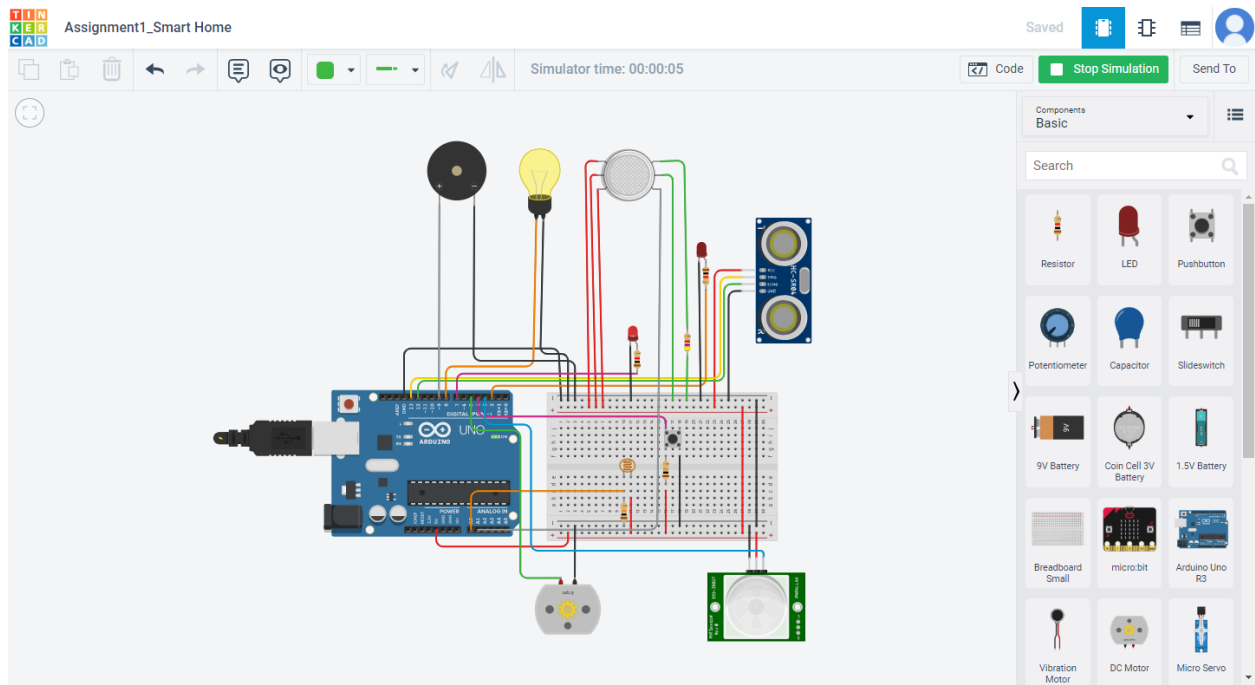 TIN
KER
CAD
Assignment1_Smart Home
Saved
Simulator time: 00:00:05
Code
Stop Simulation
Send To
Components
Basic
Search
Resistor
LED
Pushbutton
Potentiometer
Capacitor
Slideswitch
9V
9V Battery
Coin Cell 3V
Battery
1.5V Battery
Breadboard
Small
micro:bit
Arduino Uno
R3
Vibration
Motor
DC Motor
Micro Servo
HC-SR04
DIGITAL
UNO
ARDUINO
POWER
ANALOG IN